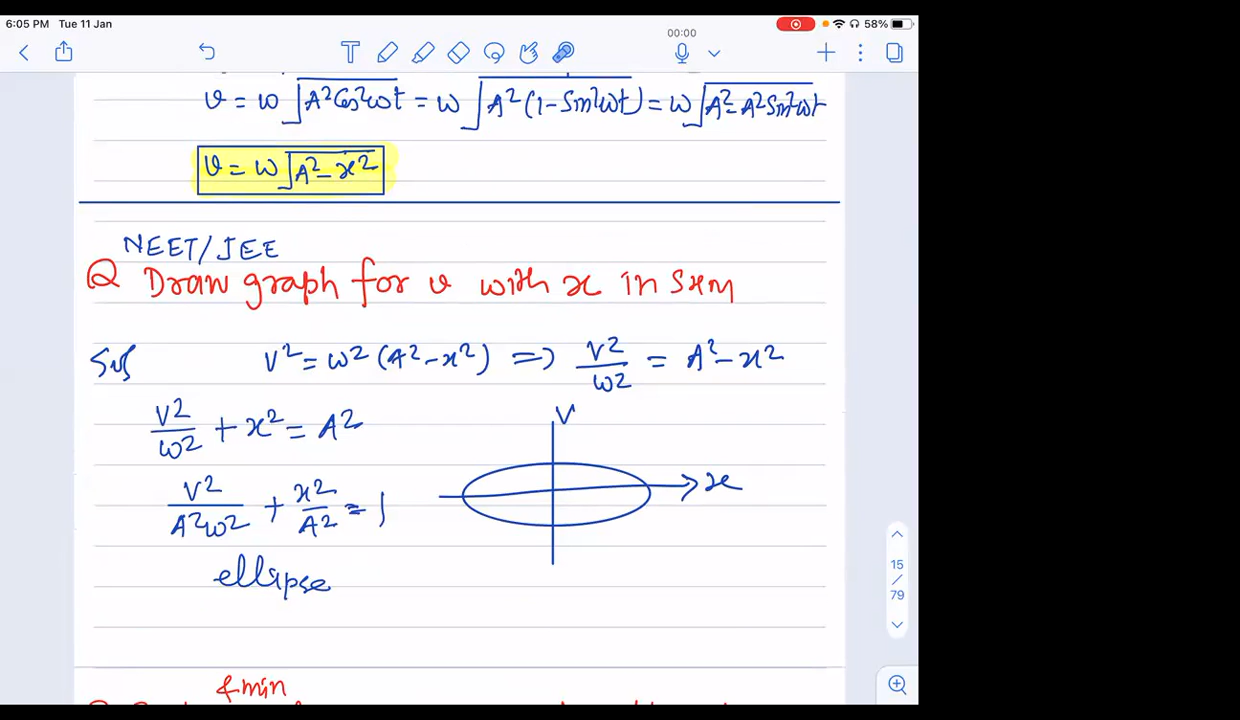 6:05 PM Tue 11 Jan
58%
00:00
T
v = ω √A²Cos²ωt = ω √A²(1-Sin²ωt) = ω √A²-A²Sin²ωt
v = ω √A²-x²
NEET/JEE
Q Draw graph for v with x in SHM
V² = ω² (A²-x²) => V²/ω² = A²-x²
V²/ω² + x² = A²
V
x
V²/A²ω² + x²/A² = 1
ellipse
15
/
79
& min